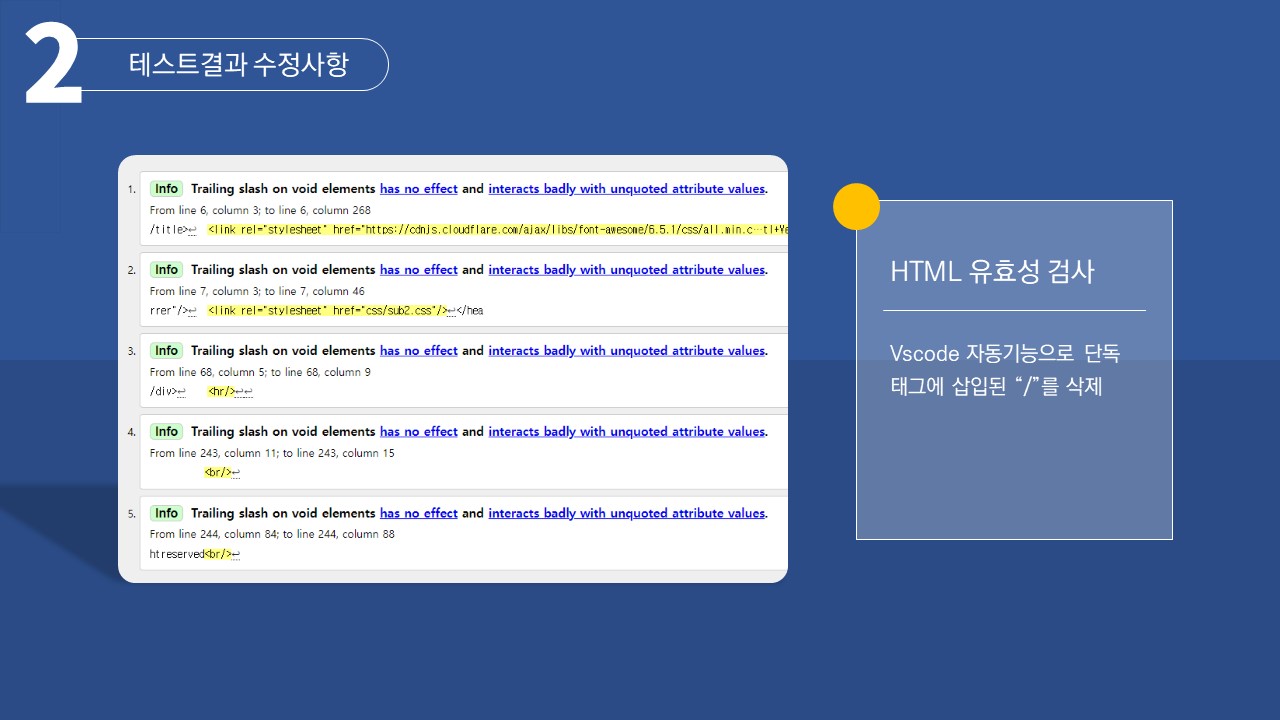 2
테스트결과 수정사항
1. Info Trailing slash on void elements has no effect and interacts badly with unquoted attribute values.
From line 6, column 3; to line 6, column 268
/title>↩ <link rel="stylesheet" href="https://cdnjs.cloudflare.com/ajax/libs/font-awesome/6.5.1/css/all.min.c…tl+Ye
2. Info Trailing slash on void elements has no effect and interacts badly with unquoted attribute values.
From line 7, column 3; to line 7, column 46
rrer"/>↩ <link rel="stylesheet" href="css/sub2.css"/>↩</hea
3. Info Trailing slash on void elements has no effect and interacts badly with unquoted attribute values.
From line 68, column 5; to line 68, column 9
/div>↩ <hr/>↩↩
4. Info Trailing slash on void elements has no effect and interacts badly with unquoted attribute values.
From line 243, column 11; to line 243, column 15
<br/>↩
5. Info Trailing slash on void elements has no effect and interacts badly with unquoted attribute values.
From line 244, column 84; to line 244, column 88
htreserved<br/>↩
HTML 유효성 검사
Vscode 자동기능으로 단독
태그에 삽입된 “/”를 삭제